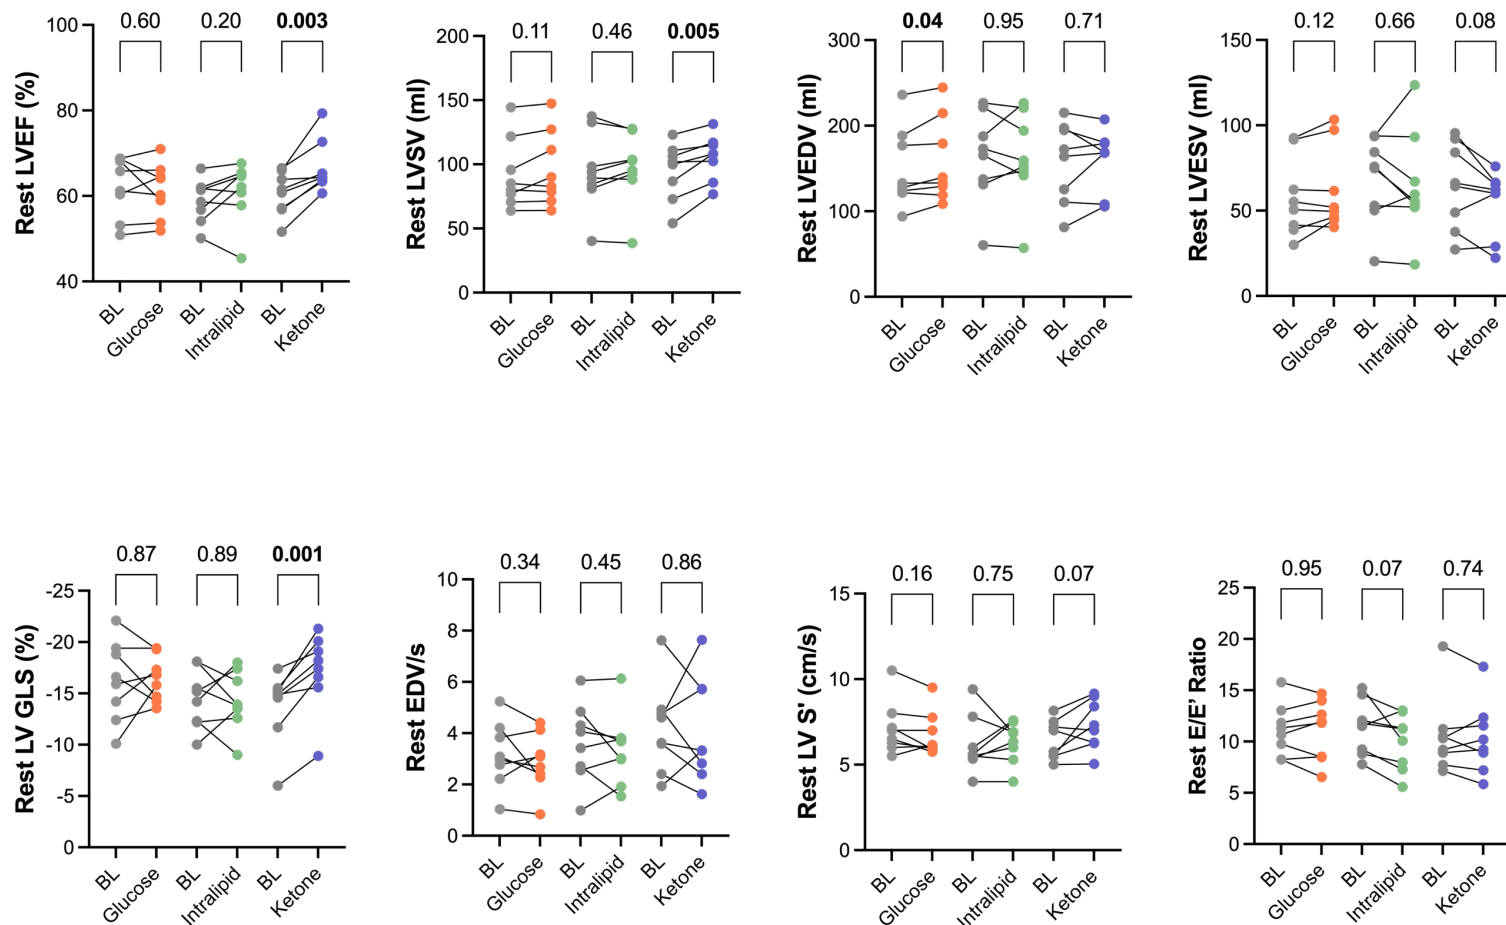 0.60 0.20 0.003
Rest LVEF (%)
100
80
60
40
BL Glucose BL Intralipid BL Ketone
0.11 0.46 0.005
Rest LVSV (ml)
200
150
100
50
0
BL Glucose BL Intralipid BL Ketone
0.04 0.95 0.71
Rest LVEDV (ml)
300
200
100
0
BL Glucose BL Intralipid BL Ketone
0.12 0.66 0.08
Rest LVESV (ml)
150
100
50
0
BL Glucose BL Intralipid BL Ketone
0.87 0.89 0.001
Rest LV GLS (%)
-25
-20
-15
-10
-5
0
BL Glucose BL Intralipid BL Ketone
0.34 0.45 0.86
Rest EDV/s
10
8
6
4
2
0
BL Glucose BL Intralipid BL Ketone
0.16 0.75 0.07
Rest LV S' (cm/s)
15
10
5
0
BL Glucose BL Intralipid BL Ketone
0.95 0.07 0.74
Rest E/E' Ratio
25
20
15
10
5
0
BL Glucose BL Intralipid BL Ketone